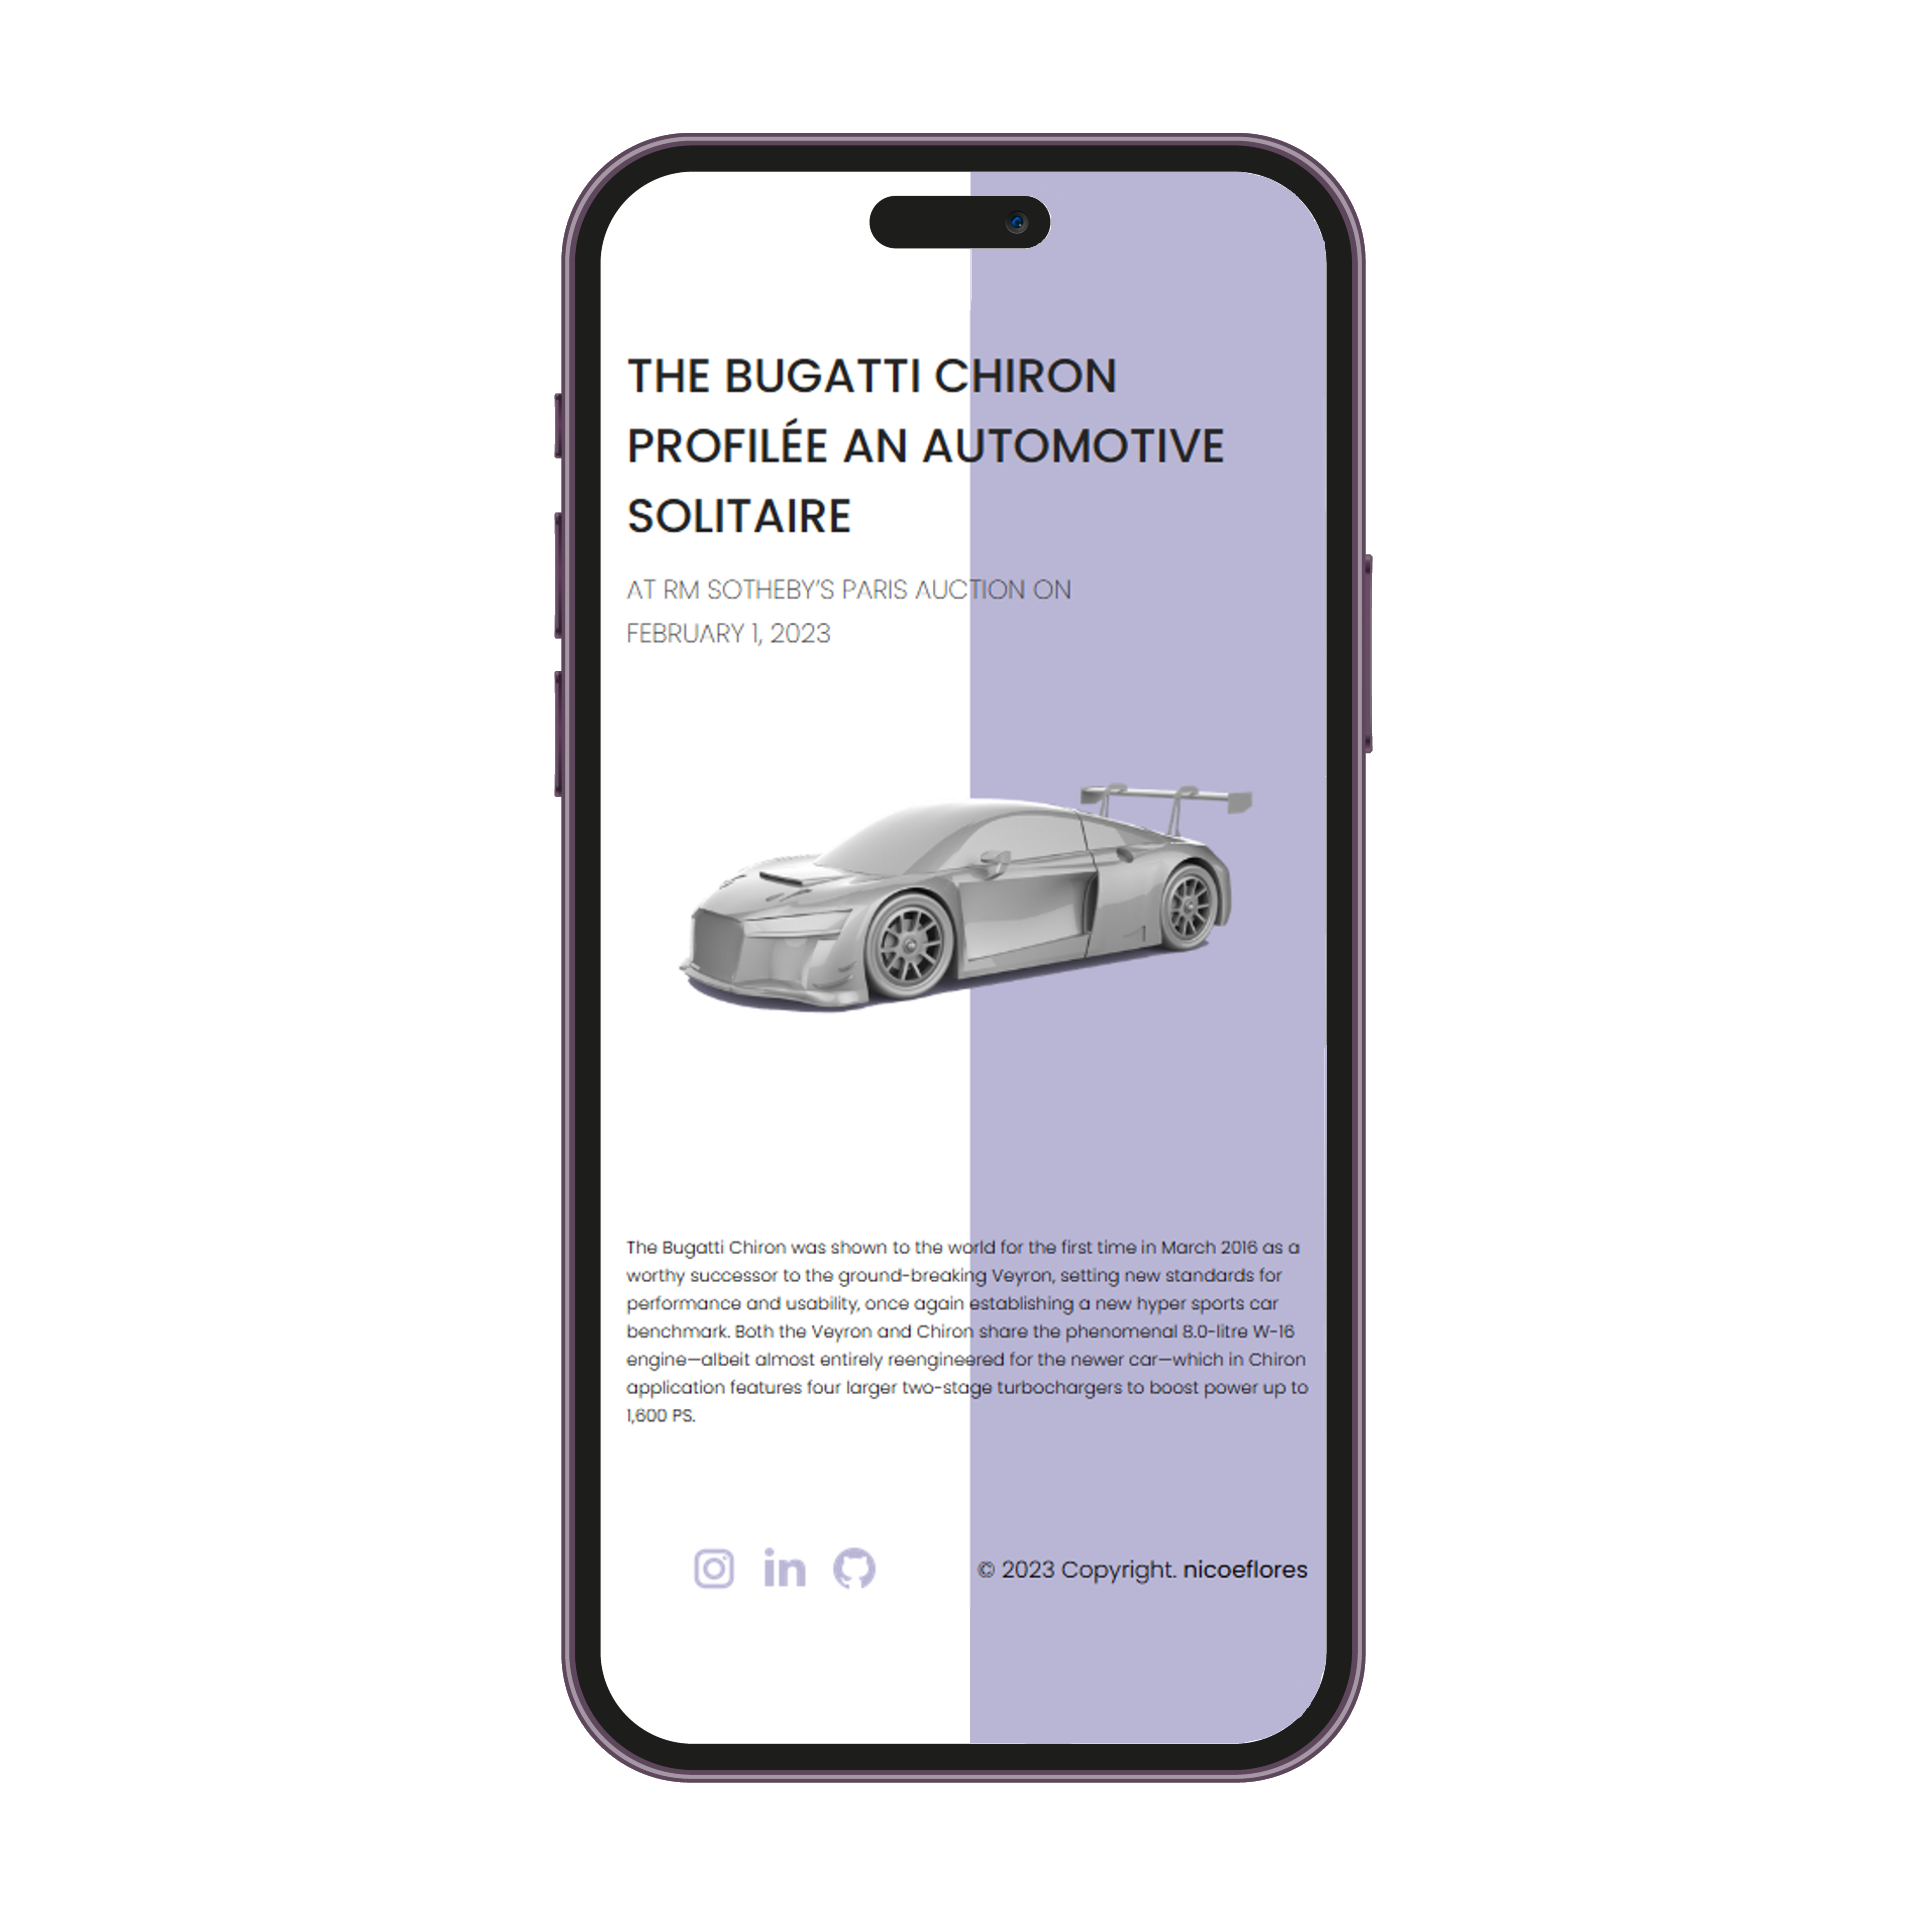 THE BUGATTI CHIRON
PROFILÉE AN AUTOMOTIVE
SOLITAIRE
AT RM SOTHEBY'S PARIS AUCTION ON
FEBRUARY 1, 2023
The Bugatti Chiron was shown to the world for the first time in March 2016 as a
worthy successor to the ground-breaking Veyron, setting new standards for
performance and usability, once again establishing a new hyper sports car
benchmark. Both the Veyron and Chiron share the phenomenal 8.0-litre W-16
engine—albeit almost entirely reengineered for the newer car—which in Chiron
application features four larger two-stage turbochargers to boost power up to
1,600 PS.
in
© 2023 Copyright. nicoeflores